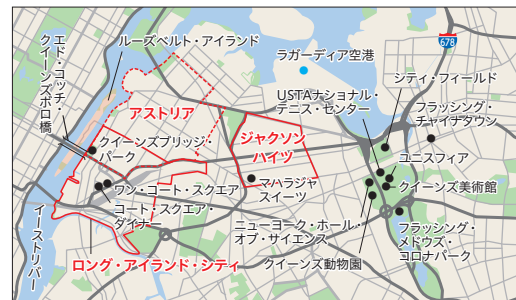 エド・コッチ・
クイーンズボロ橋
ルーズベルト・アイランド
ラガーディア空港
678
アストリア
USTAナショナル・
テニス・センター
シティ・フィールド
フラッシング・
チャイナタウン
クイーンズブリッジ・
パーク
ジャクソン
ハイツ
ユニスフィア
ワン・コート・スクエア
マハラジャ
スイーツ
クイーンズ美術館
コート・スクエア・
ダイナー
イーストリバー
ニューヨーク・ホール・
オブ・サイエンス
フラッシング・
メドウズ・
コロナパーク
ロング・アイランド・シティ
クイーンズ動物園